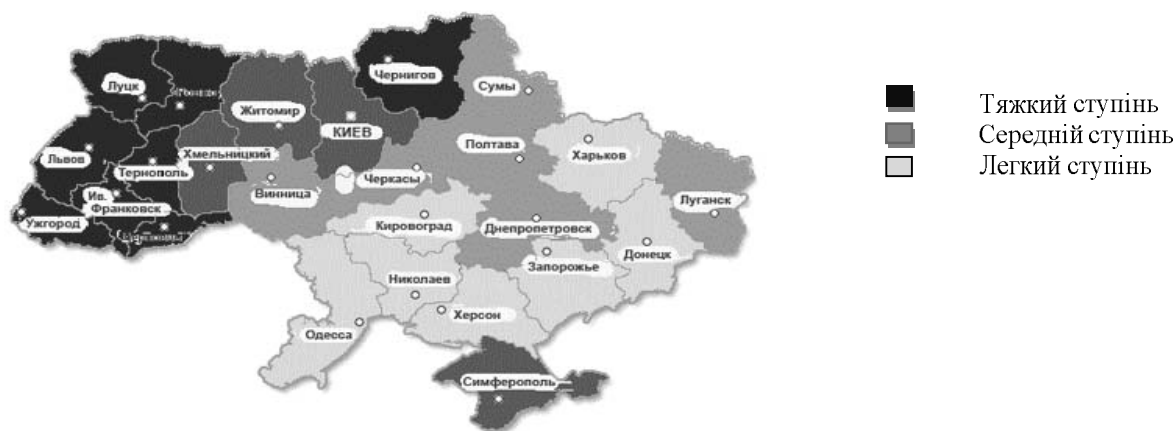 Чернигов
Сумы
Луцк
Житомир
КИЕВ
Полтава
Харьков
Львов
Хмельницкий
Тернополь
Винница
Черкасы
Ив.
Франковск
Ужгород
Луганск
Кировоград
Днепропетровск
Донецк
Запорожье
Николаев
Херсон
Одесса
Симферополь
Тяжкий ступінь
Середній ступінь
Легкий ступінь